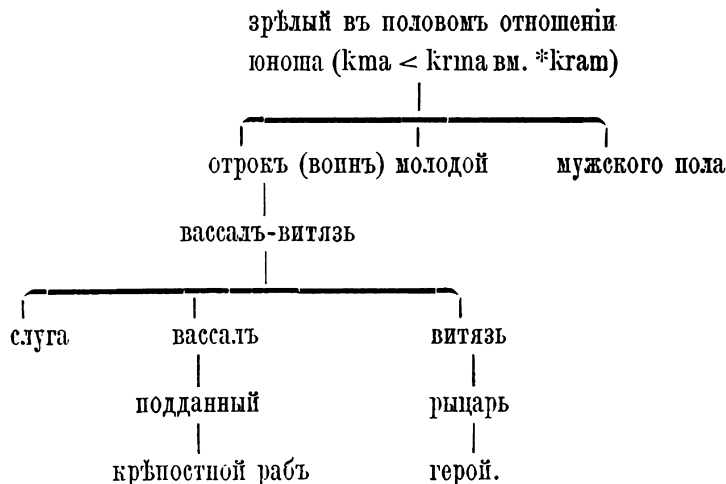 зрѣлый въ половомъ отношеніи
юноша (kma < krma вм. *kram)
отрокъ (воинъ) молодой мужского пола
вассалъ-витязь
слуга вассалъ витязь
подданный рыцарь
крѣпостной рабъ герой.